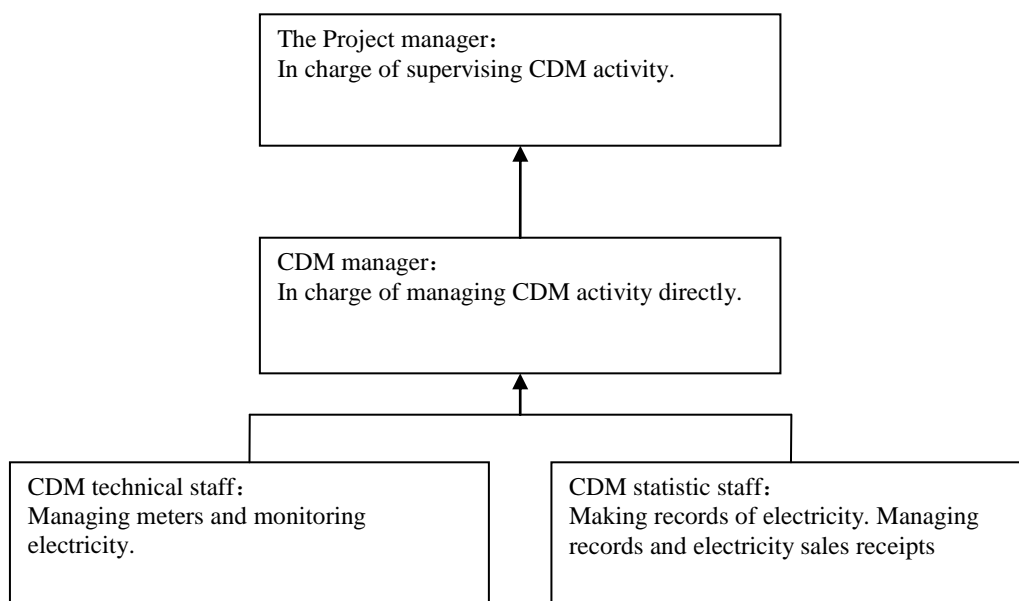 The Project manager：
In charge of supervising CDM activity.
CDM manager：
In charge of managing CDM activity directly.
CDM technical staff：
Managing meters and monitoring
electricity.
CDM statistic staff：
Making records of electricity. Managing
records and electricity sales receipts